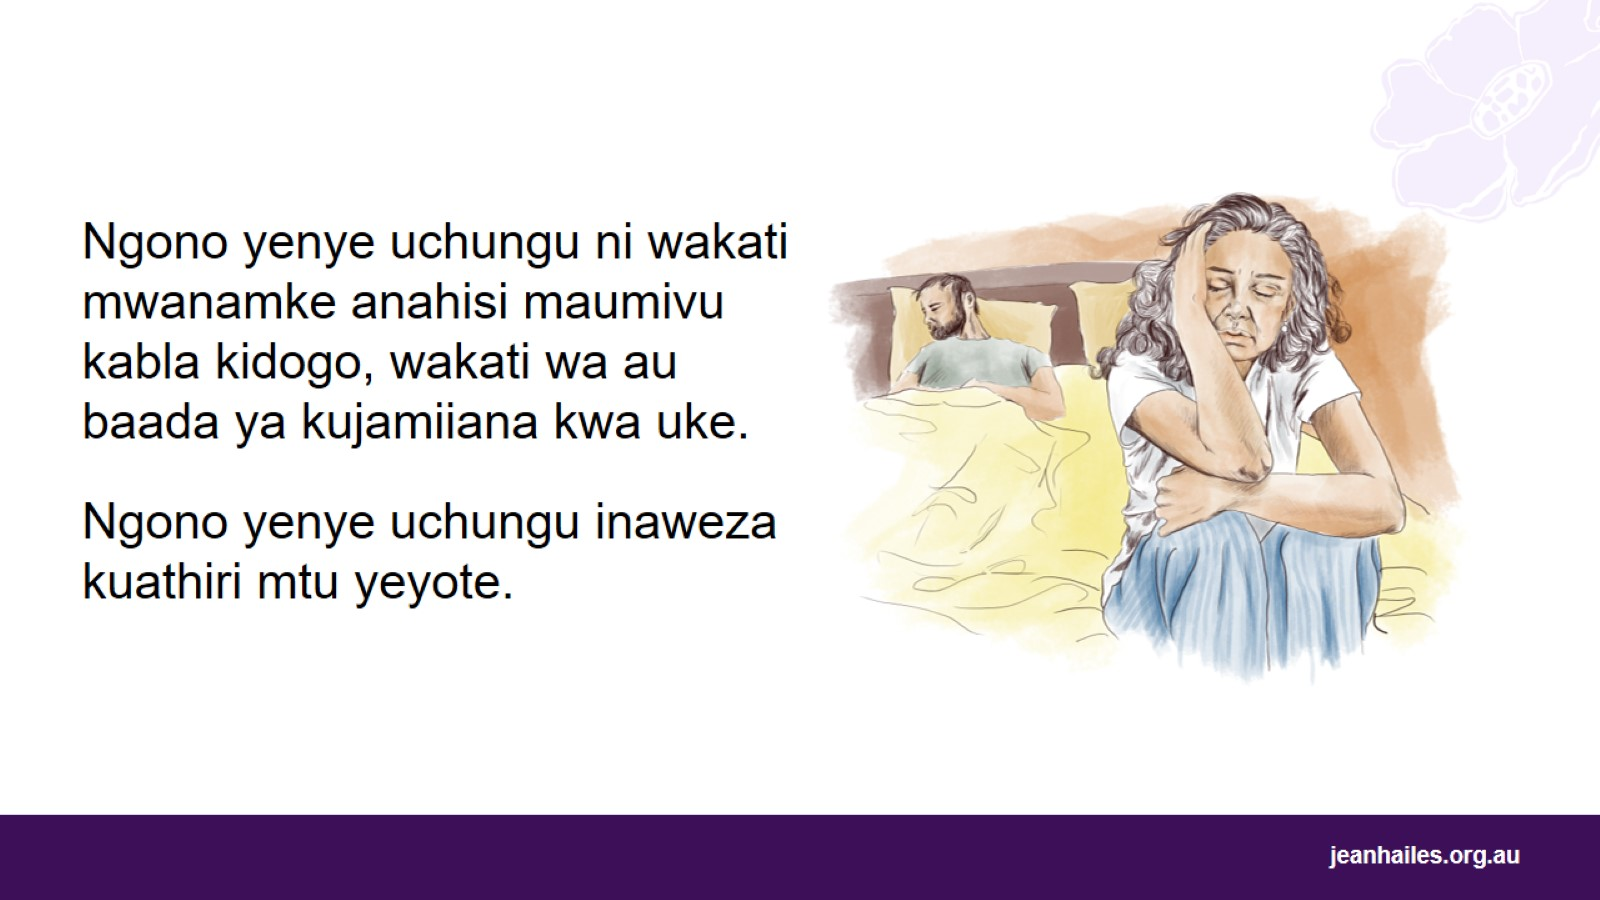 Ngono yenye uchungu ni wakati
mwanamke anahisi maumivu
kabla kidogo, wakati wa au
baada ya kujamiiana kwa uke.
Ngono yenye uchungu inaweza
kuathiri mtu yeyote.
jeanhailes.org.au